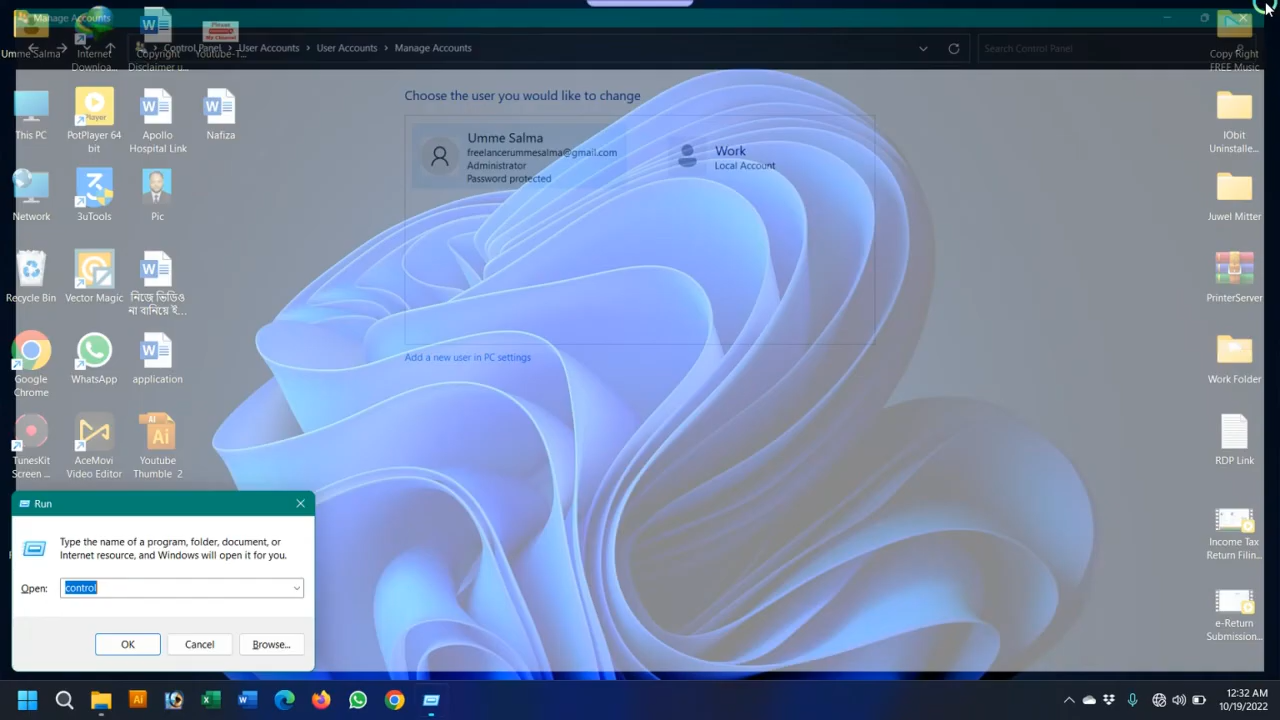 Manage Accounts
Control Panel > User Accounts > User Accounts > Manage Accounts
Search Control Panel
Umme Salma
Internet
Downloa...
Copyright
Disclaimer u...
Youtube-T...
Copy Right
FREE Music
Choose the user you would like to change
Umme Salma
freelancerummesalma@gmail.com
Administrator
Password protected
Work
Local Account
Add a new user in PC settings
This PC
PotPlayer 64
bit
Apollo
Hospital Link
Nafiza
IObit
Uninstalle...
Network
3uTools
Pic
Juwel Mitter
Recycle Bin
Vector Magic
নিজে ভিডিও
না বানিয়ে ই...
PrinterServer
Google
Chrome
WhatsApp
application
Work Folder
TunesKit
Screen ...
AceMovi
Video Editor
Youtube
Thumble_2
RDP Link
Income Tax
Return Filin...
e-Return
Submission...
Run
Type the name of a program, folder, document, or
Internet resource, and Windows will open it for you.
Open: control
OK
Cancel
Browse...
12:32 AM
10/19/2022